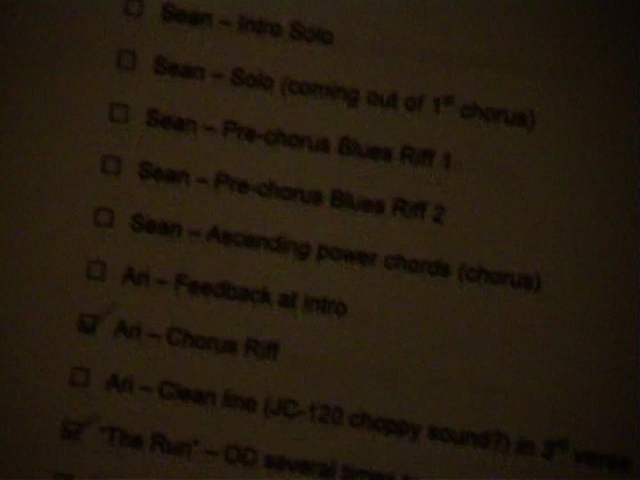 ☐ Sean – Intro Solo
☐ Sean – Solo (coming out of 1st chorus)
☐ Sean – Pre-chorus Blues Riff 1
☐ Sean – Pre-chorus Blues Riff 2
☐ Sean – Ascending power chords (chorus)
☐ Ari – Feedback at Intro
☑ Ari – Chorus Riff
☐ Ari – Clean line (JC-120 choppy sound?) in verse
☑ "The Run" – OD several times